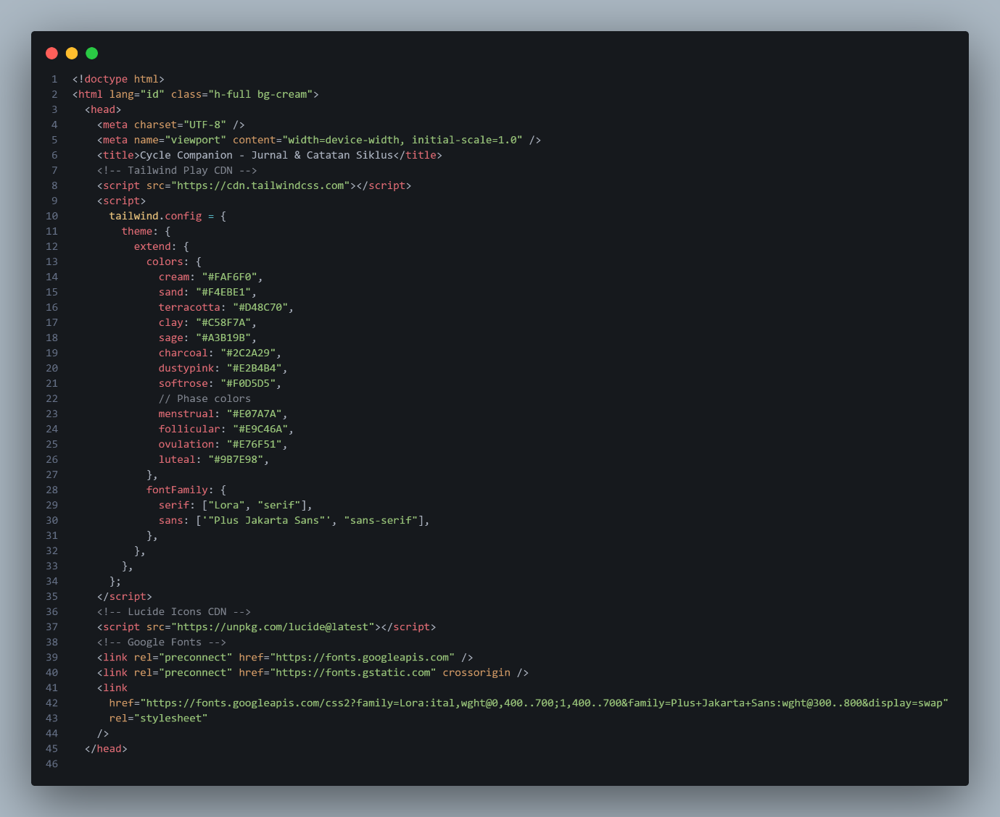 1 <!doctype html>
2 <html lang="id" class="h-full bg-cream">
3   <head>
4     <meta charset="UTF-8" />
5     <meta name="viewport" content="width=device-width, initial-scale=1.0" />
6     <title>Cycle Companion - Jurnal & Catatan Siklus</title>
7     <!-- Tailwind Play CDN -->
8     <script src="https://cdn.tailwindcss.com"></script>
9     <script>
10       tailwind.config = {
11         theme: {
12           extend: {
13             colors: {
14               cream: "#FAF6F0",
15               sand: "#F4EBE1",
16               terracotta: "#D48C70",
17               clay: "#C58F7A",
18               sage: "#A3B19B",
19               charcoal: "#2C2A29",
20               dustypink: "#E2B4B4",
21               softrose: "#F0D5D5",
22               // Phase colors
23               menstrual: "#E07A7A",
24               follicular: "#E9C46A",
25               ovulation: "#E76F51",
26               luteal: "#9B7E98",
27             },
28             fontFamily: {
29               serif: ["Lora", "serif"],
30               sans: ['"Plus Jakarta Sans"', "sans-serif"],
31             },
32           },
33         },
34       };
35     </script>
36     <!-- Lucide Icons CDN -->
37     <script src="https://unpkg.com/lucide@latest"></script>
38     <!-- Google Fonts -->
39     <link rel="preconnect" href="https://fonts.googleapis.com" />
40     <link rel="preconnect" href="https://fonts.gstatic.com" crossorigin />
41     <link
42       href="https://fonts.googleapis.com/css2?family=Lora:ital,wght@0,400..700;1,400..700&family=Plus+Jakarta+Sans:wght@300..800&display=swap"
43       rel="stylesheet"
44     />
45   </head>
46